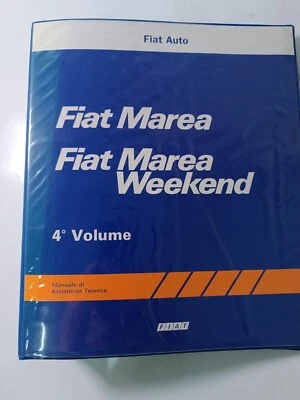 Fiat Auto
Fiat Marea
Fiat Marea
Weekend
4° Volume
Manuale di
Assistenza Tecnica
FIAT